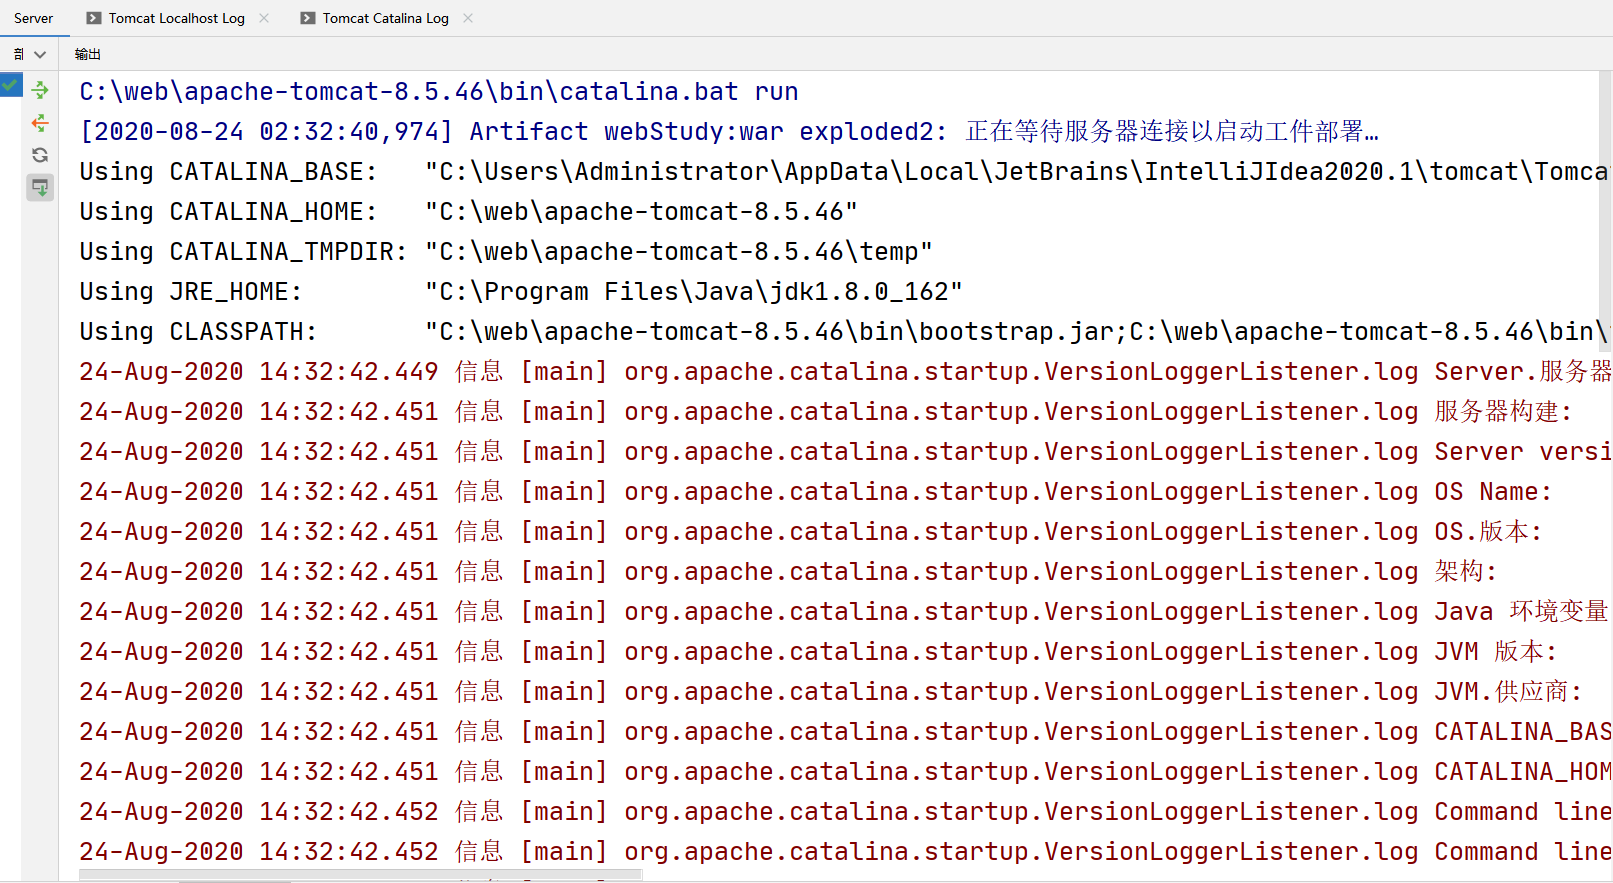 Server
Tomcat Localhost Log
Tomcat Catalina Log
部
输出
C:\web\apache-tomcat-8.5.46\bin\catalina.bat run
[2020-08-24 02:32:40,974] Artifact webStudy:war exploded2: 正在等待服务器连接以启动工件部署…
Using CATALINA_BASE:   "C:\Users\Administrator\AppData\Local\JetBrains\IntelliJIdea2020.1\tomcat\Tomca
Using CATALINA_HOME:   "C:\web\apache-tomcat-8.5.46"
Using CATALINA_TMPDIR: "C:\web\apache-tomcat-8.5.46\temp"
Using JRE_HOME:        "C:\Program Files\Java\jdk1.8.0_162"
Using CLASSPATH:       "C:\web\apache-tomcat-8.5.46\bin\bootstrap.jar;C:\web\apache-tomcat-8.5.46\bin\
24-Aug-2020 14:32:42.449 信息 [main] org.apache.catalina.startup.VersionLoggerListener.log Server.服务器
24-Aug-2020 14:32:42.451 信息 [main] org.apache.catalina.startup.VersionLoggerListener.log 服务器构建:
24-Aug-2020 14:32:42.451 信息 [main] org.apache.catalina.startup.VersionLoggerListener.log Server versi
24-Aug-2020 14:32:42.451 信息 [main] org.apache.catalina.startup.VersionLoggerListener.log OS Name:
24-Aug-2020 14:32:42.451 信息 [main] org.apache.catalina.startup.VersionLoggerListener.log OS.版本:
24-Aug-2020 14:32:42.451 信息 [main] org.apache.catalina.startup.VersionLoggerListener.log 架构:
24-Aug-2020 14:32:42.451 信息 [main] org.apache.catalina.startup.VersionLoggerListener.log Java 环境变量
24-Aug-2020 14:32:42.451 信息 [main] org.apache.catalina.startup.VersionLoggerListener.log JVM 版本:
24-Aug-2020 14:32:42.451 信息 [main] org.apache.catalina.startup.VersionLoggerListener.log JVM.供应商:
24-Aug-2020 14:32:42.451 信息 [main] org.apache.catalina.startup.VersionLoggerListener.log CATALINA_BAS
24-Aug-2020 14:32:42.451 信息 [main] org.apache.catalina.startup.VersionLoggerListener.log CATALINA_HOM
24-Aug-2020 14:32:42.452 信息 [main] org.apache.catalina.startup.VersionLoggerListener.log Command line
24-Aug-2020 14:32:42.452 信息 [main] org.apache.catalina.startup.VersionLoggerListener.log Command line